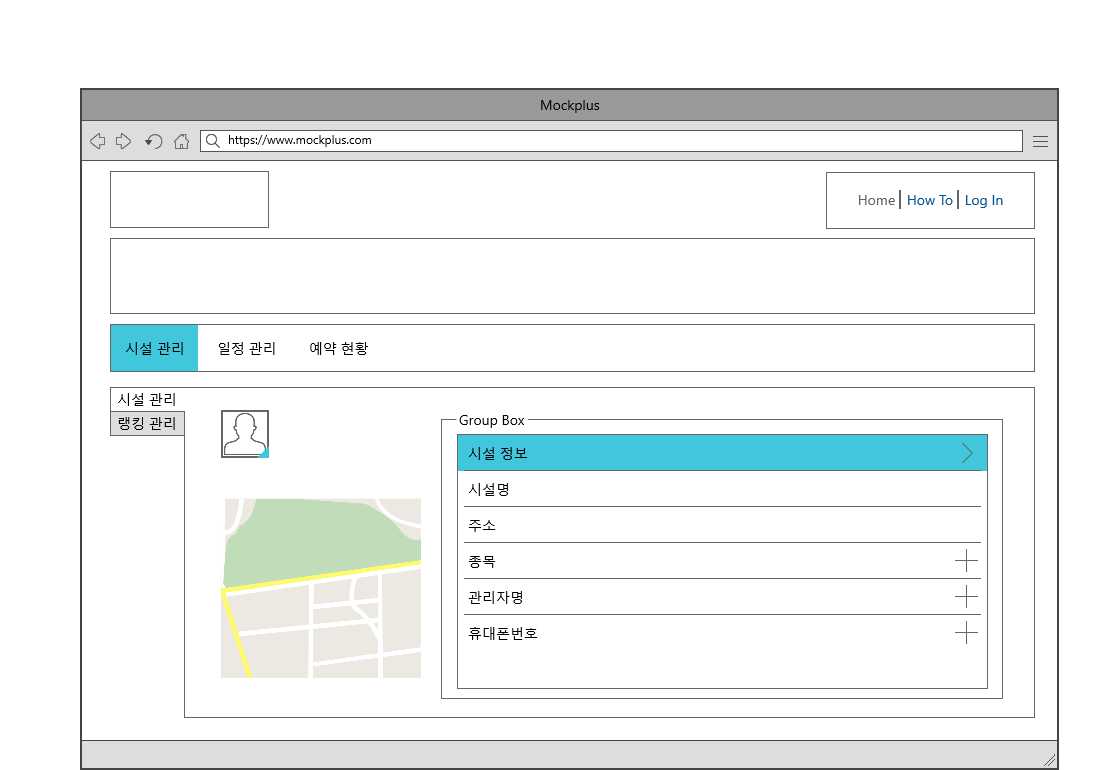 Mockplus
https://www.mockplus.com
Home How To Log In
시설 관리 일정 관리 예약 현황
시설 관리
랭킹 관리
Group Box
시설 정보
시설명
주소
종목
관리자명
휴대폰번호